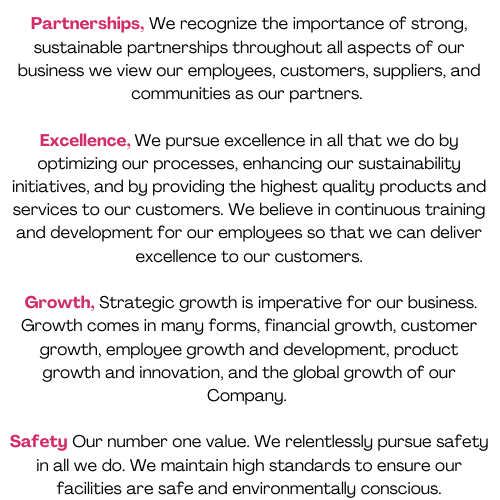 Partnerships, We recognize the importance of strong,
sustainable partnerships throughout all aspects of our
business we view our employees, customers, suppliers, and
communities as our partners.
Excellence, We pursue excellence in all that we do by
optimizing our processes, enhancing our sustainability
initiatives, and by providing the highest quality products and
services to our customers. We believe in continuous training
and development for our employees so that we can deliver
excellence to our customers.
Growth, Strategic growth is imperative for our business.
Growth comes in many forms, financial growth, customer
growth, employee growth and development, product
growth and innovation, and the global growth of our
Company.
Safety Our number one value. We relentlessly pursue safety
in all we do. We maintain high standards to ensure our
facilities are safe and environmentally conscious.